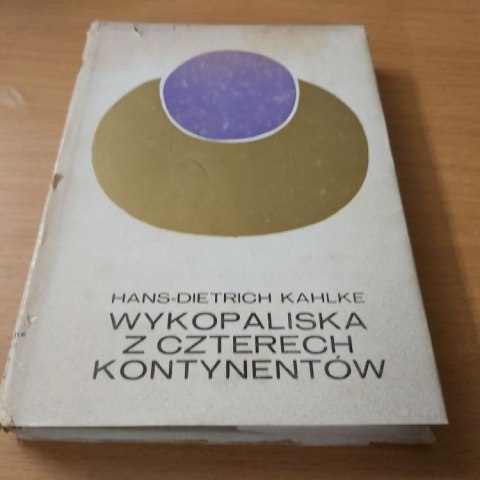 HANS-DIETRICH KAHLKE
WYKOPALISKA
Z CZTERECH
KONTYNENTÓW